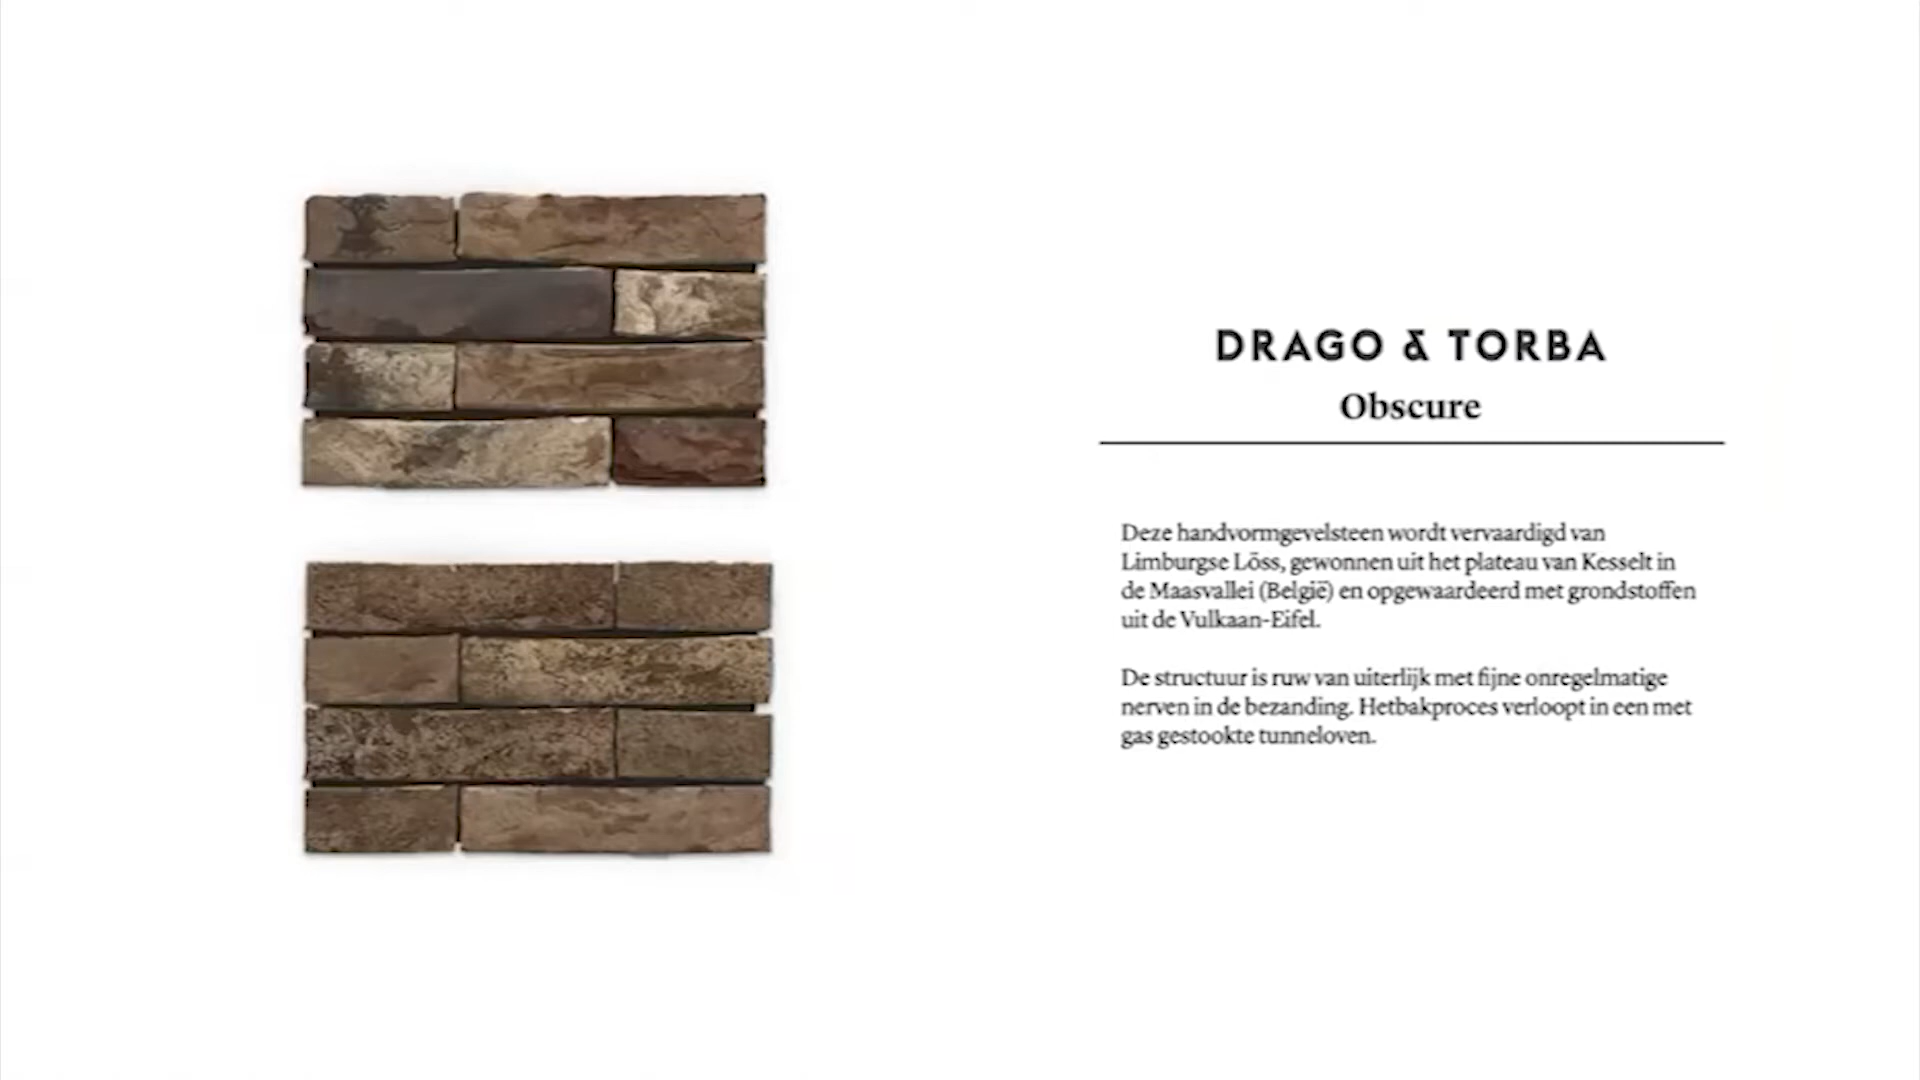 DRAGO & TORBA
Obscure
Deze handvormgevelsteen wordt vervaardigd van
Limburgse Löss, gewonnen uit het plateau van Kesselt in
de Maasvallei (België) en opgewaardeerd met grondstoffen
uit de Vulkaan-Eifel.
De structuur is ruw van uiterlijk met fijne onregelmatige
nerven in de bezanding. Hetbakproces verloopt in een met
gas gestookte tunneloven.